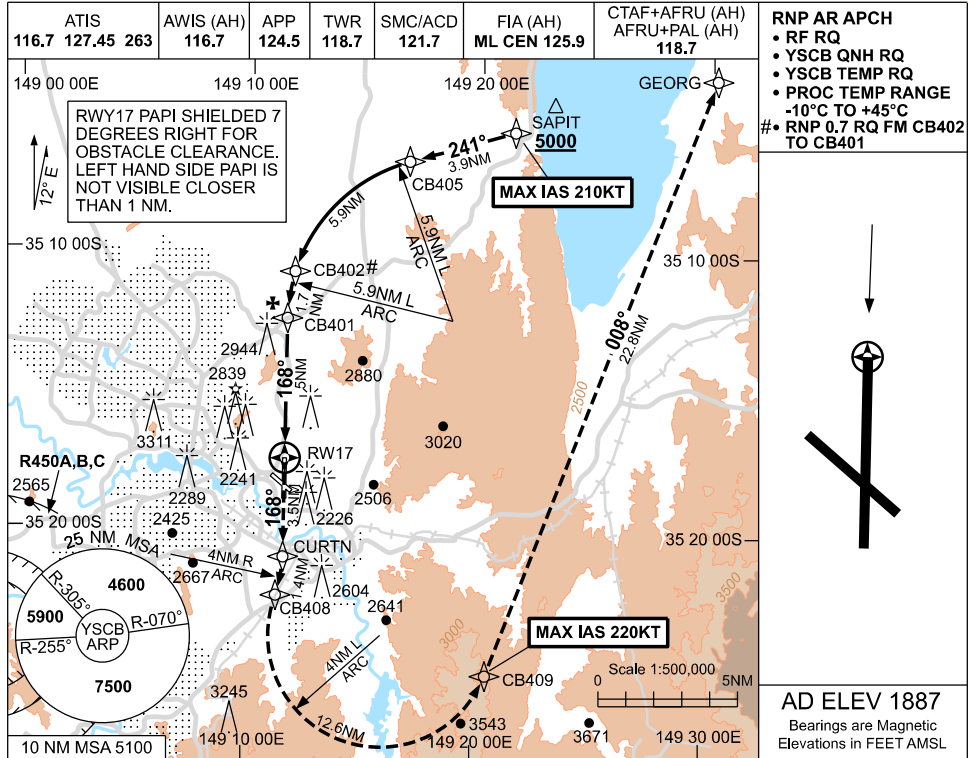 ATIS
116.7 127.45 263
AWIS (AH)
116.7
APP
124.5
TWR
118.7
SMC/ACD
121.7
FIA (AH)
ML CEN 125.9
CTAF+AFRU (AH)
AFRU+PAL (AH)
118.7
RNP AR APCH
• RF RQ
• YSCB QNH RQ
• YSCB TEMP RQ
• PROC TEMP RANGE
-10°C TO +45°C
#• RNP 0.7 RQ FM CB402
TO CB401
149 00 00E
149 10 00E
149 20 00E
GEORG
RWY17 PAPI SHIELDED 7
DEGREES RIGHT FOR
OBSTACLE CLEARANCE.
LEFT HAND SIDE PAPI IS
NOT VISIBLE CLOSER
THAN 1 NM.
12° E
SAPIT
5000
241°
3.9NM
CB405
MAX IAS 210KT
5.9NM
5.9NM L
ARC
35 10 00S
35 10 00S
CB402#
5.9NM L
ARC
1.7
NM
CB401
2944
2839
168°
5NM
2880
008°
22.8NM
2500
3311
3020
R450A,B,C
2565
2241
2289
RW17
2226
2506
35 20 00S
2425
168°
3.5NM
35 20 00S
25 NM MSA
2667
4NM R
ARC
CURTN
1.4NM
CB408
2604
2641
3500
3000
4600
R-305°
5900
R-070°
YSCB
ARP
R-255°
7500
4NM L
ARC
MAX IAS 220KT
CB409
Scale 1:500,000
0
5NM
3245
12.6NM
3543
3671
10 NM MSA 5100
149 10 00E
149 20 00E
149 30 00E
AD ELEV 1887
Bearings are Magnetic
Elevations in FEET AMSL